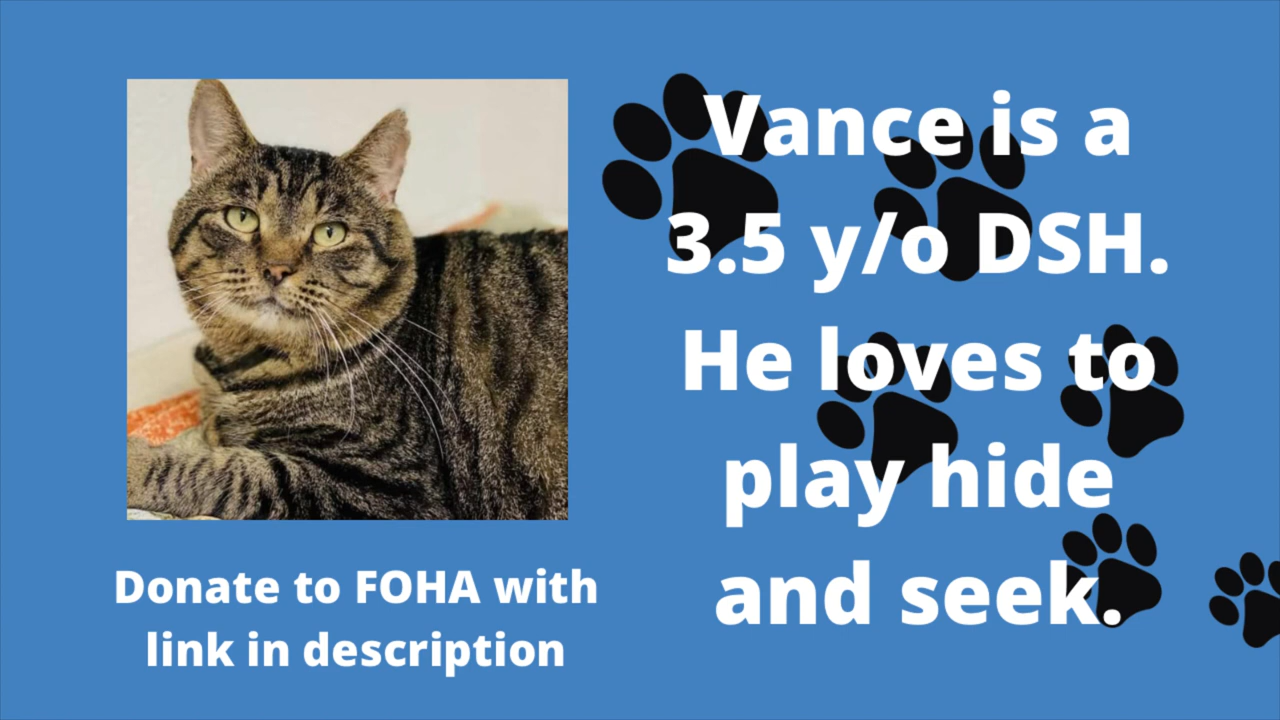 Vance is a
3.5 y/o DSH.
He loves to
play hide
and seek.
Donate to FOHA with
link in description